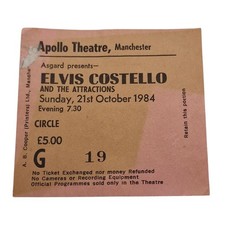 Apollo Theatre, Manchester
Asgard presents—
ELVIS COSTELLO
AND THE ATTRACTIONS
Sunday, 21st October 1984
Evening 7.30
CIRCLE
£5.00
G 19
No Ticket Exchanged nor money Refunded
No Cameras or Recording Equipment
Official Programmes sold only in the Theatre
Retain this portion